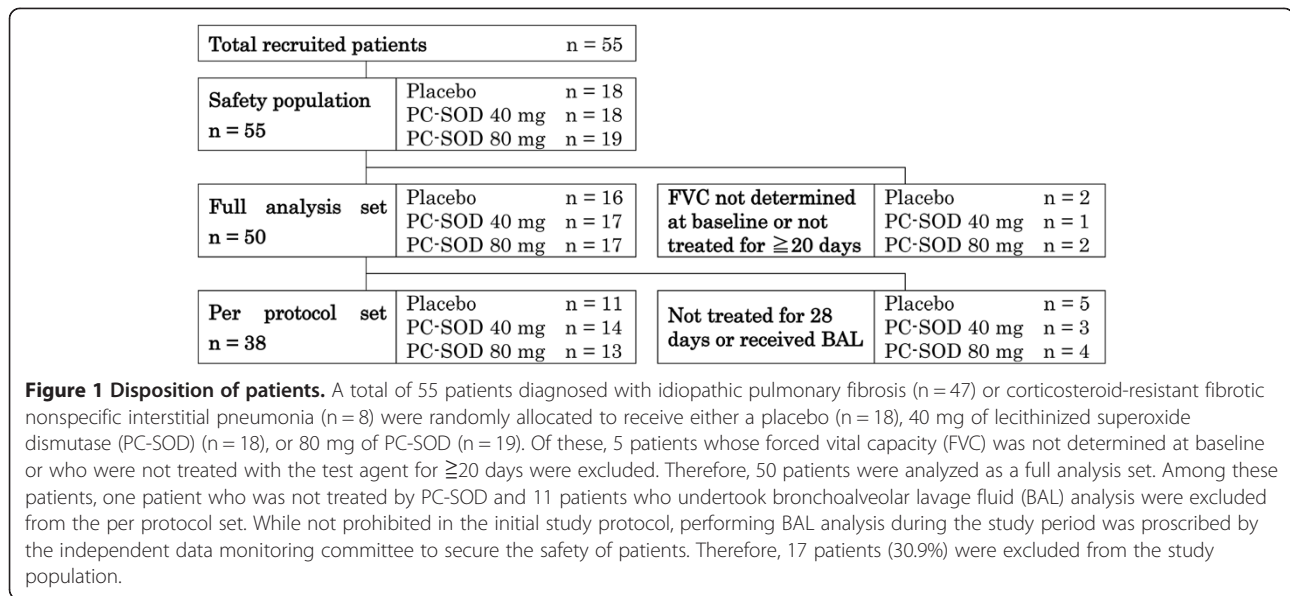 Total recruited patients n = 55
Safety population
n = 55
Placebo n = 18
PC-SOD 40 mg n = 18
PC-SOD 80 mg n = 19
Full analysis set
n = 50
Placebo n = 16
PC-SOD 40 mg n = 17
PC-SOD 80 mg n = 17
FVC not determined
at baseline or not
treated for ≧20 days
Placebo n = 2
PC-SOD 40 mg n = 1
PC-SOD 80 mg n = 2
Per protocol set
n = 38
Placebo n = 11
PC-SOD 40 mg n = 14
PC-SOD 80 mg n = 13
Not treated for 28
days or received BAL
Placebo n = 5
PC-SOD 40 mg n = 3
PC-SOD 80 mg n = 4
Figure 1 Disposition of patients. A total of 55 patients diagnosed with idiopathic pulmonary fibrosis (n = 47) or corticosteroid-resistant fibrotic
nonspecific interstitial pneumonia (n = 8) were randomly allocated to receive either a placebo (n = 18), 40 mg of lecithinized superoxide
dismutase (PC-SOD) (n = 18), or 80 mg of PC-SOD (n = 19). Of these, 5 patients whose forced vital capacity (FVC) was not determined at baseline
or who were not treated with the test agent for ≧20 days were excluded. Therefore, 50 patients were analyzed as a full analysis set. Among these
patients, one patient who was not treated by PC-SOD and 11 patients who undertook bronchoalveolar lavage fluid (BAL) analysis were excluded
from the per protocol set. While not prohibited in the initial study protocol, performing BAL analysis during the study period was proscribed by
the independent data monitoring committee to secure the safety of patients. Therefore, 17 patients (30.9%) were excluded from the study
population.